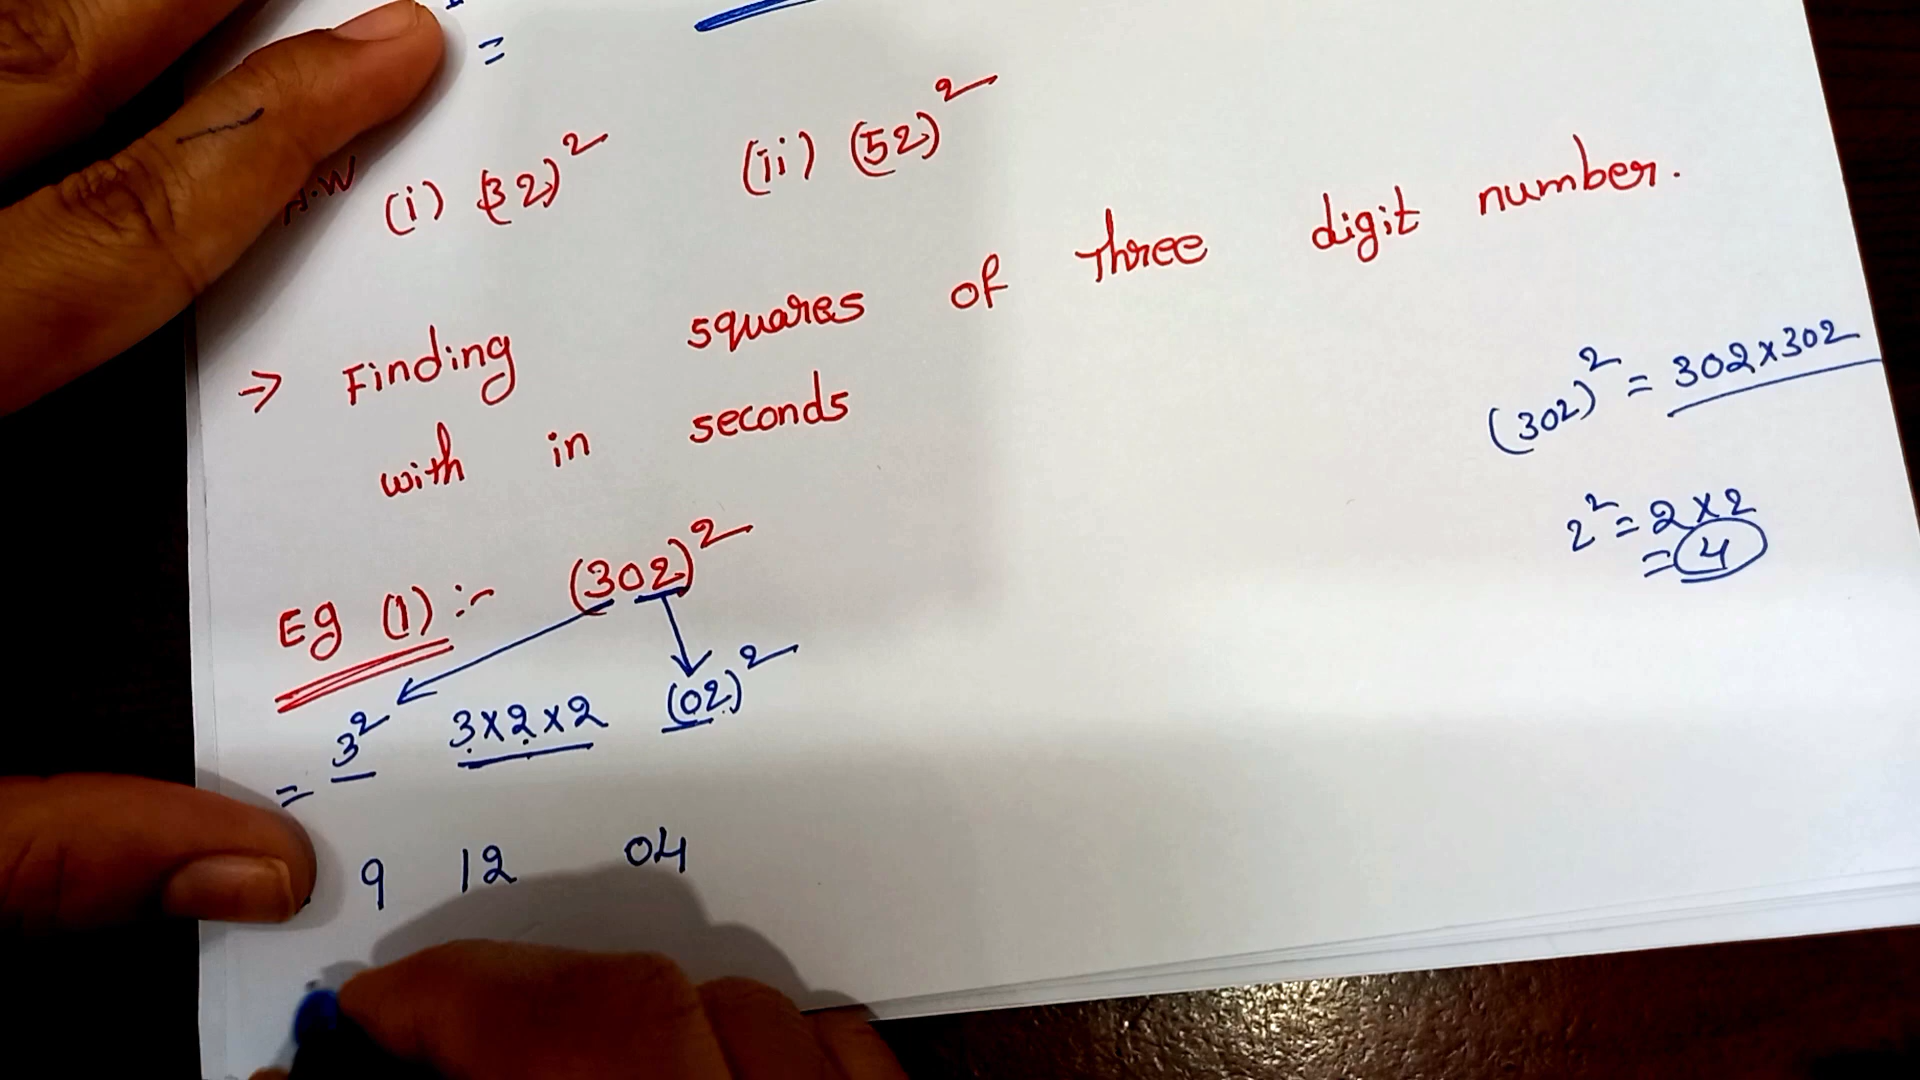 =
(i) (32)² (ii) (52)²
→ Finding squares of three digit number.
with in seconds
(302)² = 302×302
2² = 2×2
= 4
Eg (1) :- (302)²
= 3² 3×2×2 (02)²
9 12 04